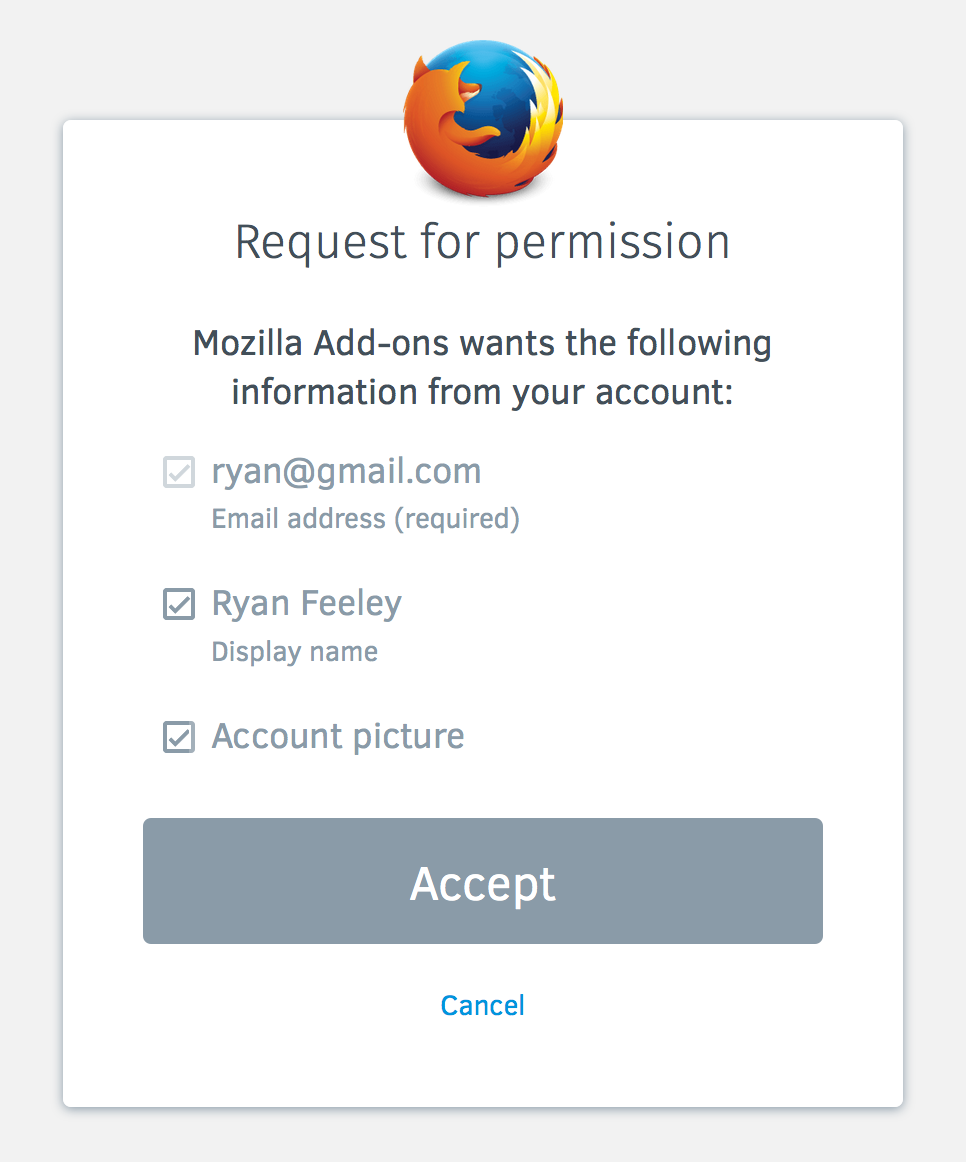 Request for permission
Mozilla Add-ons wants the following
information from your account:
ryan@gmail.com
Email address (required)
Ryan Feeley
Display name
Account picture
Accept
Cancel